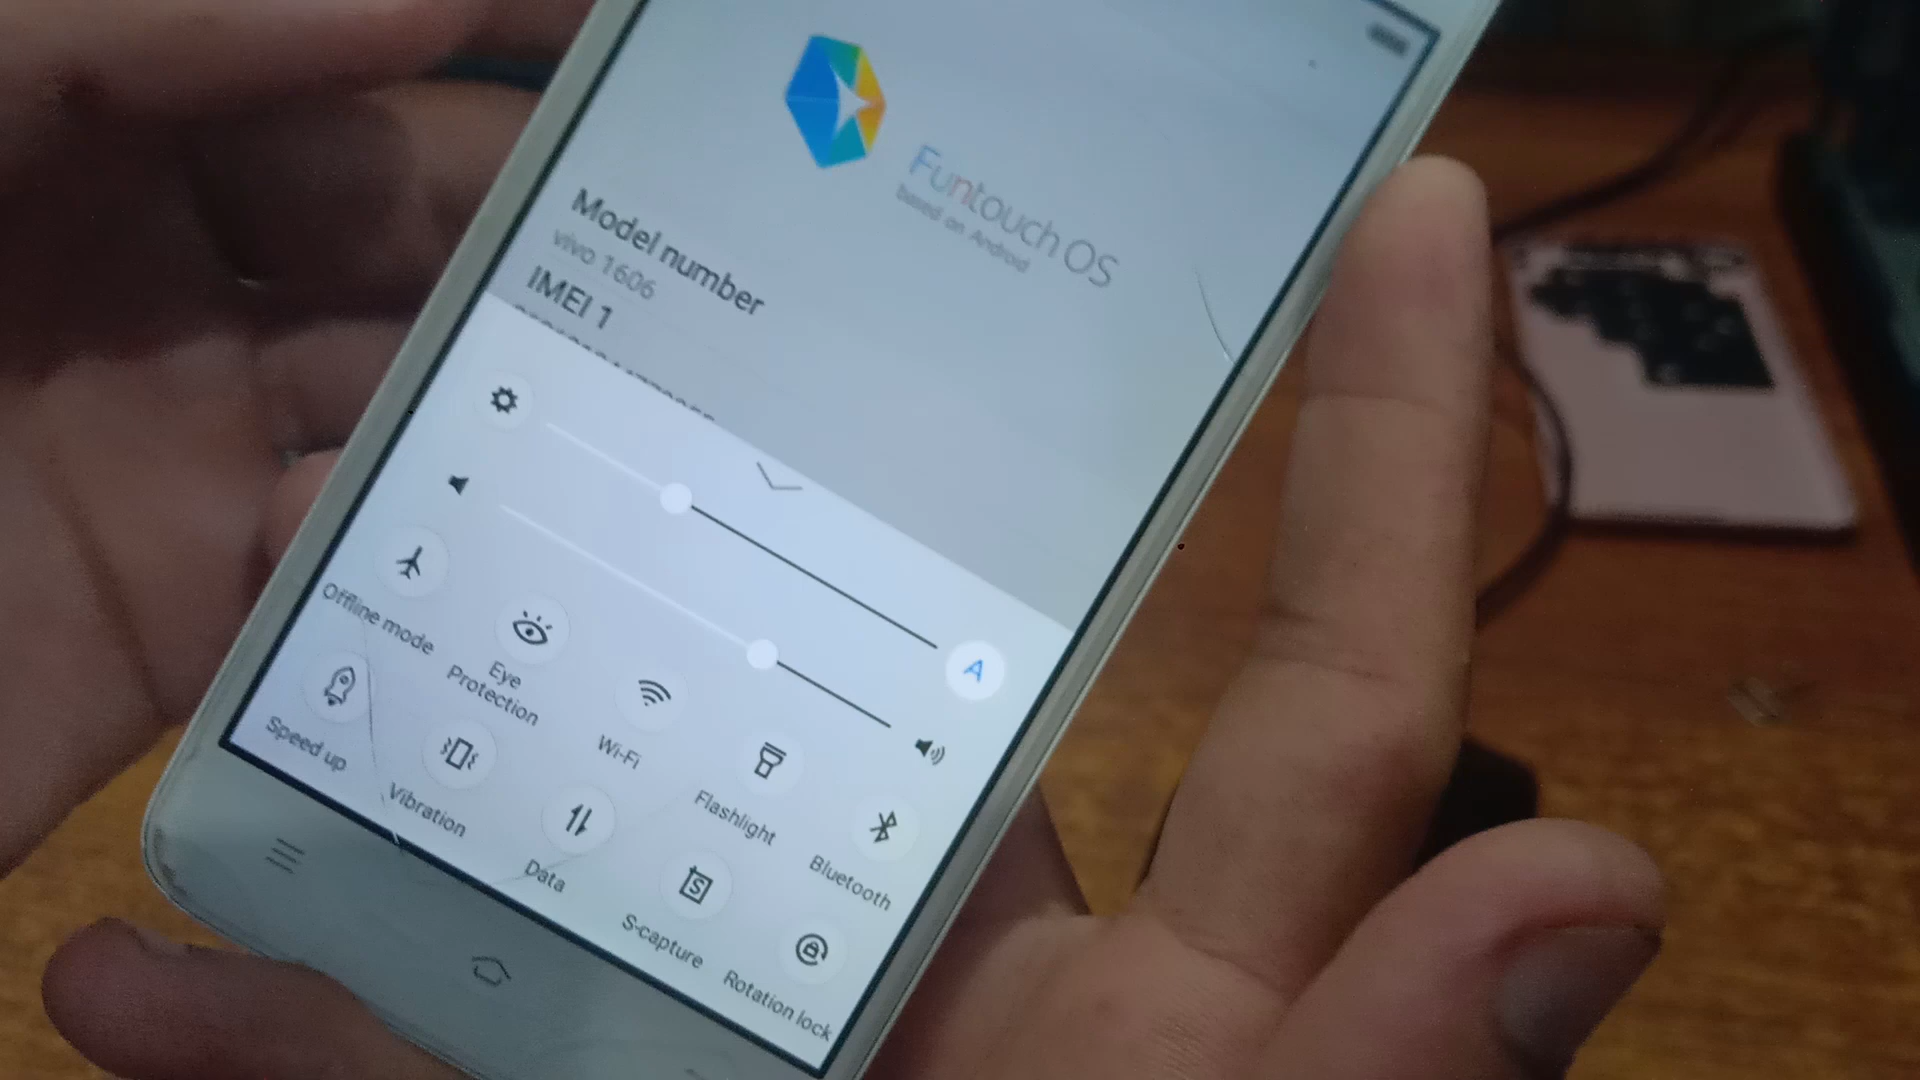 Funtouch OS
based on Android
Model number
vivo 1606
IMEI 1
A
Offline mode
Eye
Protection
Wi-Fi
Flashlight
Bluetooth
Speed up
Vibration
Data
S-capture
Rotation lock